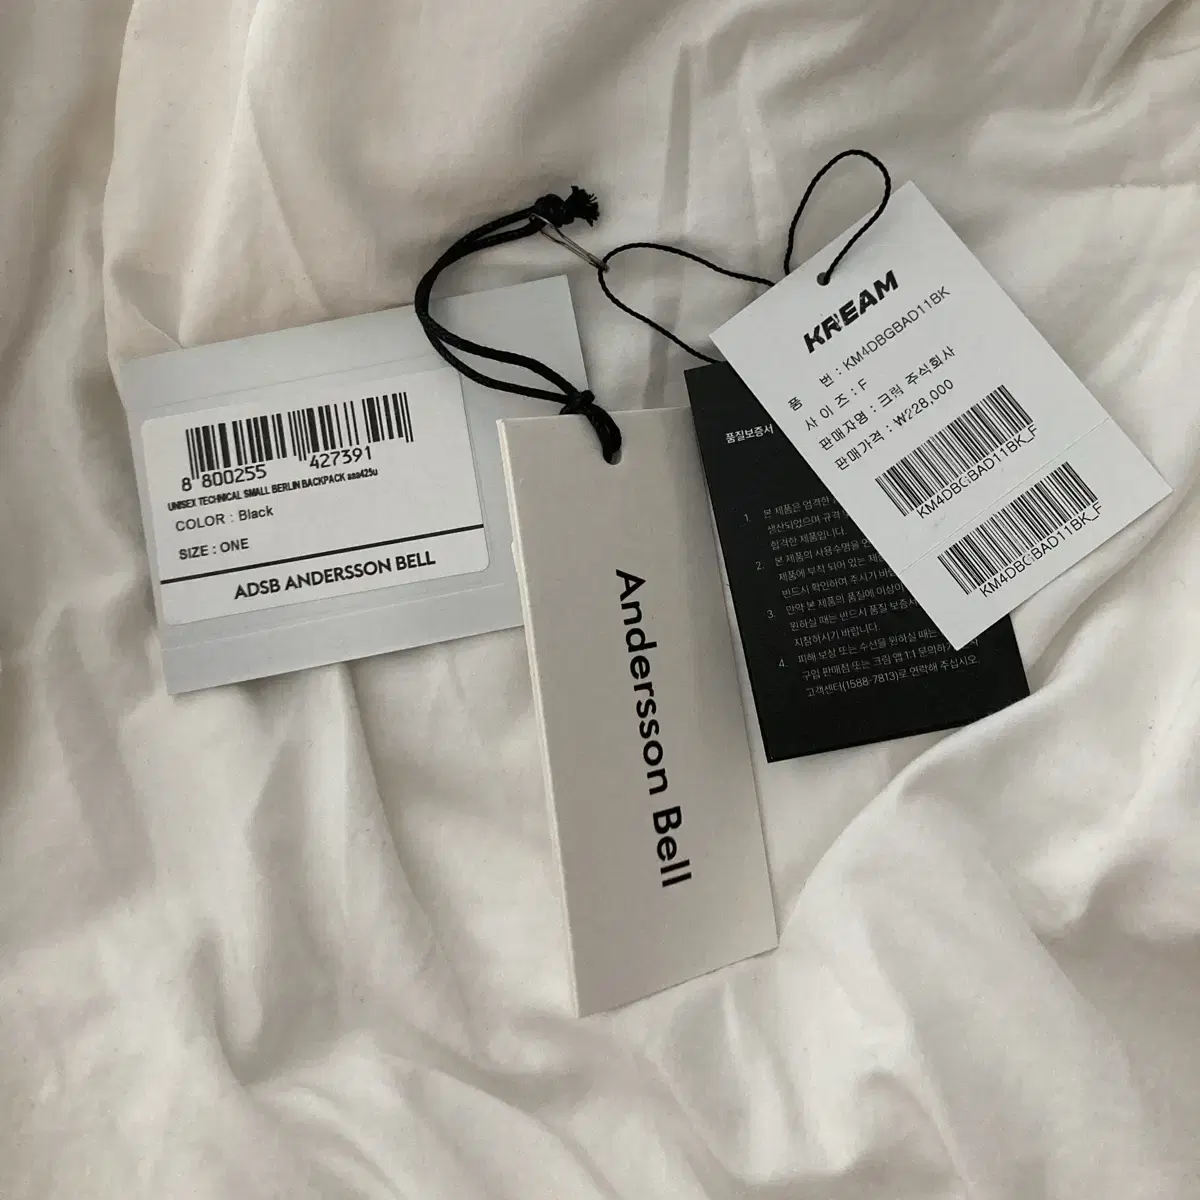 8 800255 427391
UNISEX TECHNICAL SMALL BERLIN BACKPACK aaa425u
COLOR : Black
SIZE : ONE
ADSB ANDERSSON BELL
Andersson Bell
KREAM
품 번 : KM4DBGBAD11BK
사 이 즈 : F
판매자명 : 크림 주식회사
판매가격 : ₩228,000
KM4DBGBAD11BK_F
KM4DBGBAD11BK_F
품질보증서
1. 본 제품은 엄격한
생산되었으며 규격
합격한 제품입니다.
2. 본 제품의 사용수명을
제품에 부착 되어 있는
반드시 확인하여 주시기
3. 만약 본 제품의 품질에 이상이
원하실 때는 반드시 품질 보증서
지참하시기 바랍니다.
4. 피해 보상 또는 수선을 원하실 때는
구입 판매점 또는 크림 앱 1:1 문의하기
고객센터(1588-7813)로 연락해 주십시오.